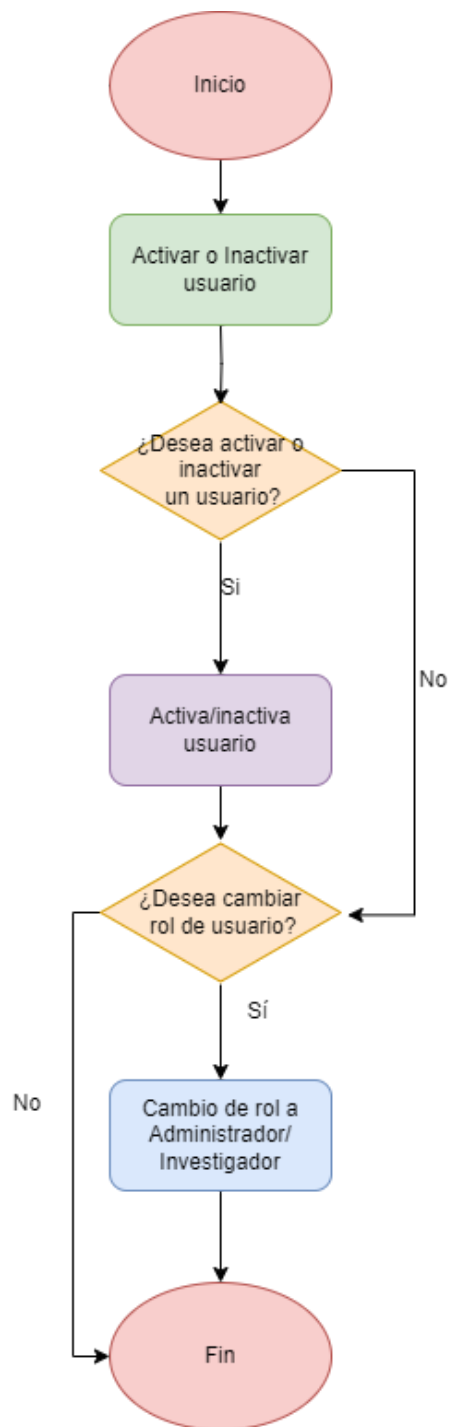 Inicio
Activar o Inactivar
usuario
¿Desea activar o
inactivar
un usuario?
Si
No
Activa/inactiva
usuario
¿Desea cambiar
rol de usuario?
Sí
No
Cambio de rol a
Administrador/
Investigador
Fin